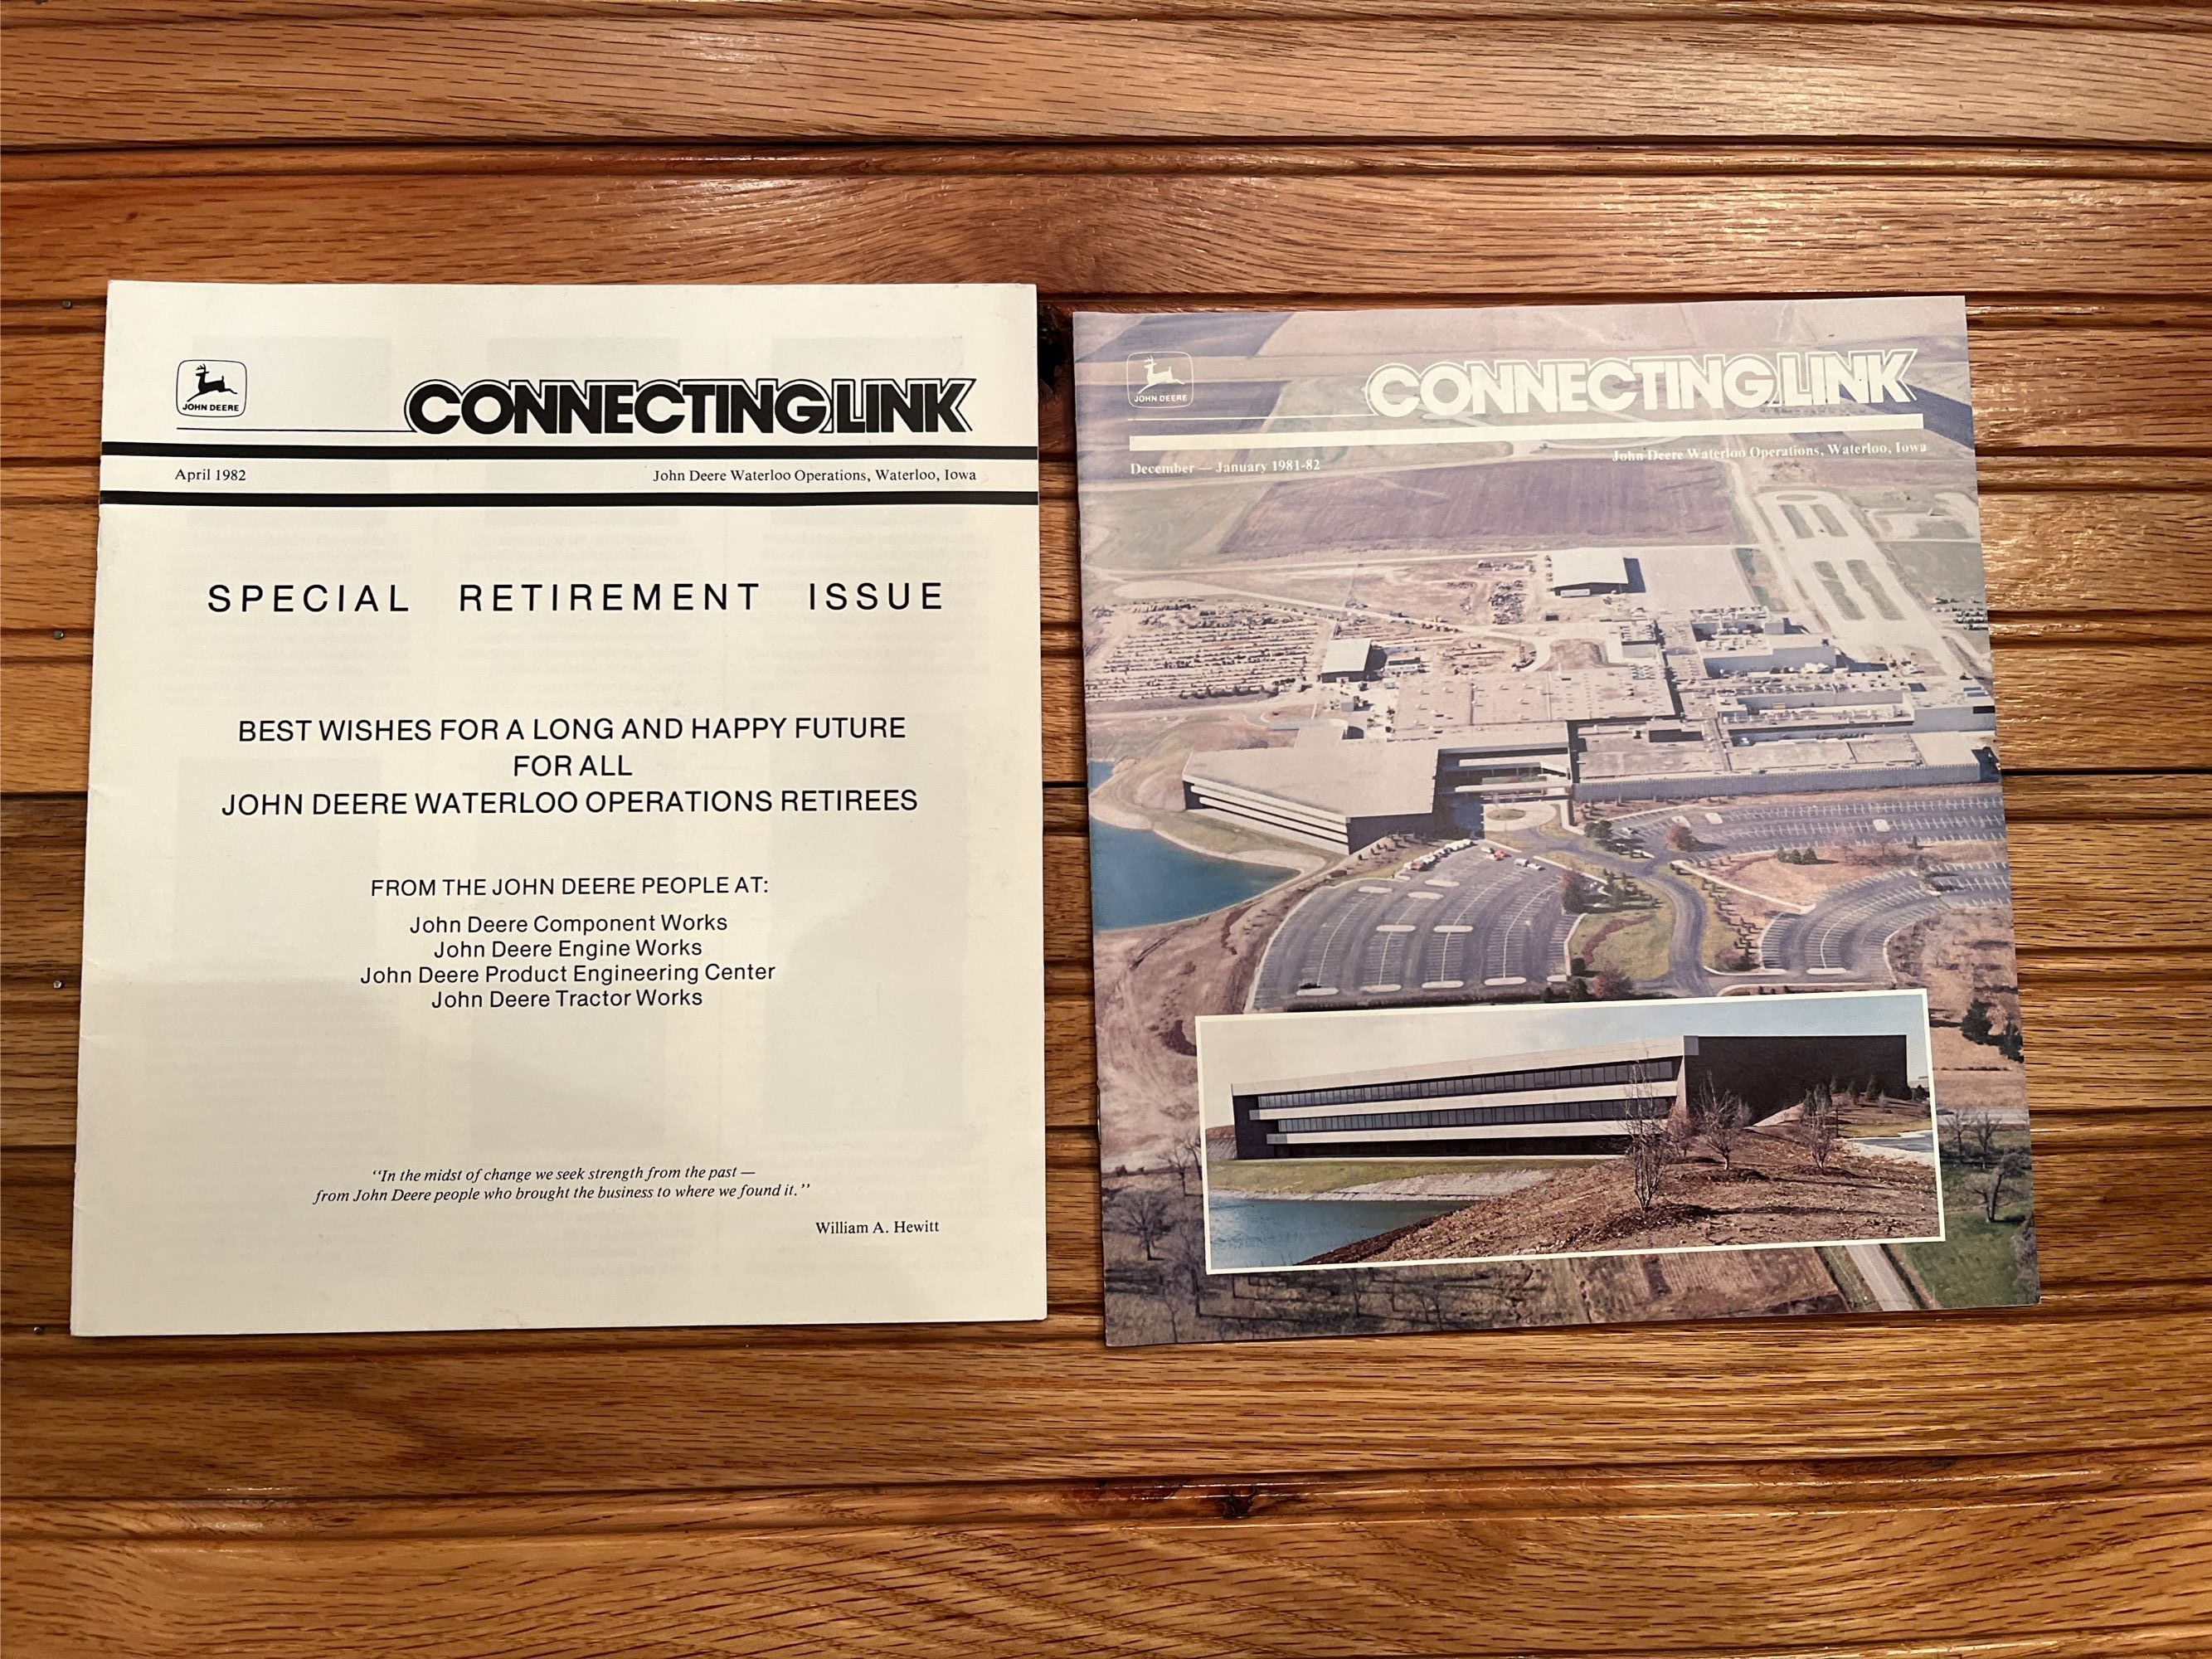 JOHN DEERE
CONNECTING LINK
April 1982
John Deere Waterloo Operations, Waterloo, Iowa
SPECIAL RETIREMENT ISSUE
BEST WISHES FOR A LONG AND HAPPY FUTURE
FOR ALL
JOHN DEERE WATERLOO OPERATIONS RETIREES
FROM THE JOHN DEERE PEOPLE AT:
John Deere Component Works
John Deere Engine Works
John Deere Product Engineering Center
John Deere Tractor Works
“In the midst of change we seek strength from the past —
from John Deere people who brought the business to where we found it.”
William A. Hewitt
JOHN DEERE
CONNECTING LINK
December — January 1981-82
John Deere Waterloo Operations, Waterloo, Iowa